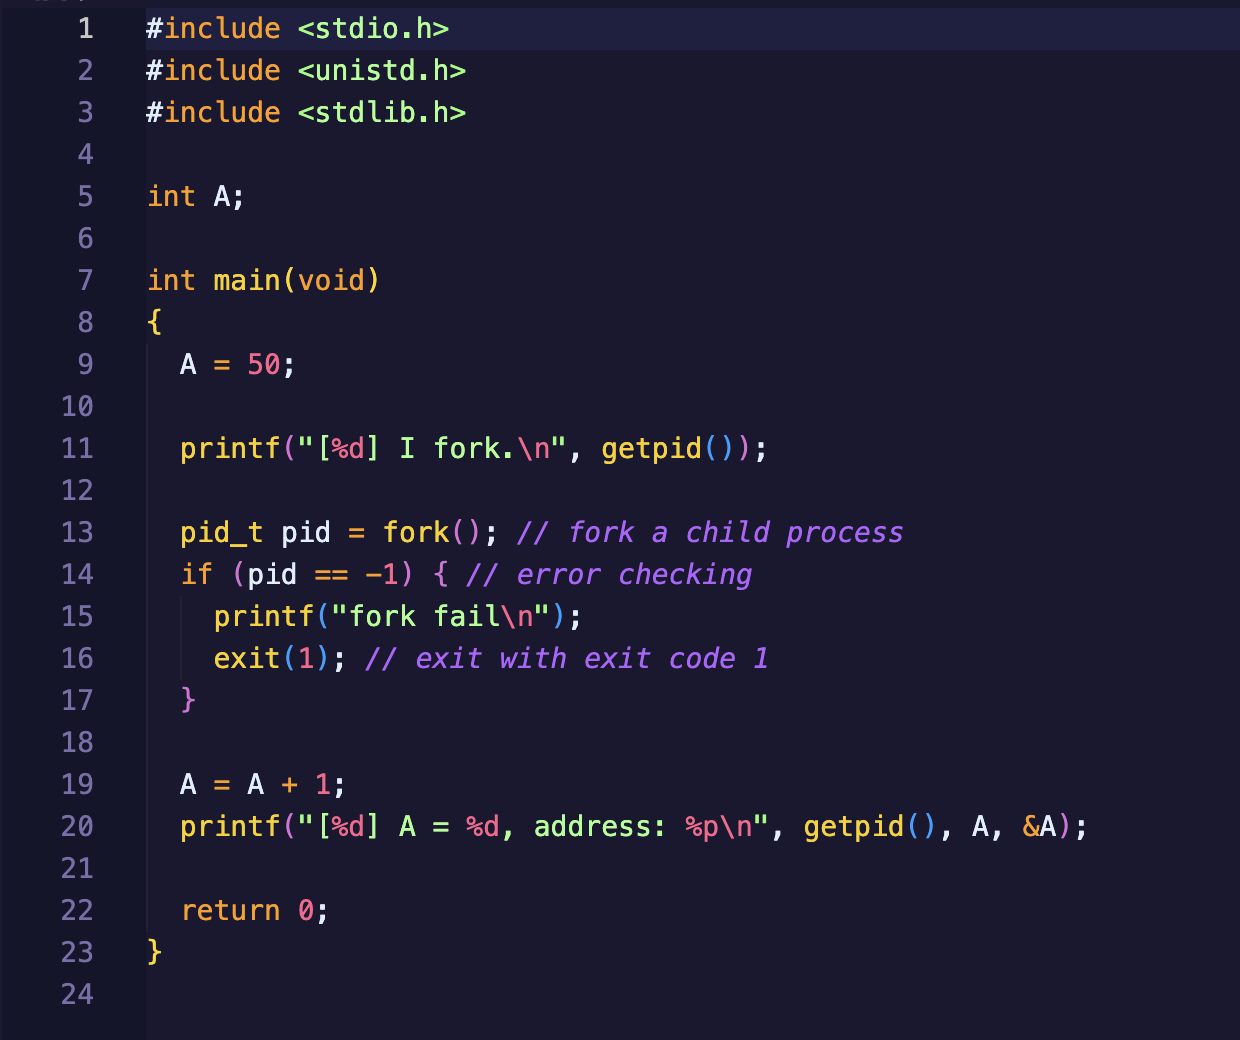 1 #include <stdio.h>
2 #include <unistd.h>
3 #include <stdlib.h>
4
5 int A;
6
7 int main(void)
8 {
9   A = 50;
10
11   printf("[%d] I fork.\n", getpid());
12
13   pid_t pid = fork(); // fork a child process
14   if (pid == -1) { // error checking
15     printf("fork fail\n");
16     exit(1); // exit with exit code 1
17   }
18
19   A = A + 1;
20   printf("[%d] A = %d, address: %p\n", getpid(), A, &A);
21
22   return 0;
23 }
24